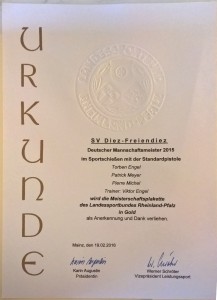 URKUNDE
SV Diez-Freiendiez
Deutscher Mannschaftsmeister 2015
im Sportschießen mit der Standardpistole
Torben Engel
Patrick Meyer
Pierre Michel
Trainer: Viktor Engel
wird die Meisterschaftsplakette
des Landessportbundes Rheinland-Pfalz
in Gold
als Anerkennung und Dank verliehen.
Mainz, den 19.02.2016
Karin Augustin
Präsidentin
Werner Schröter
Vizepräsident Leistungssport